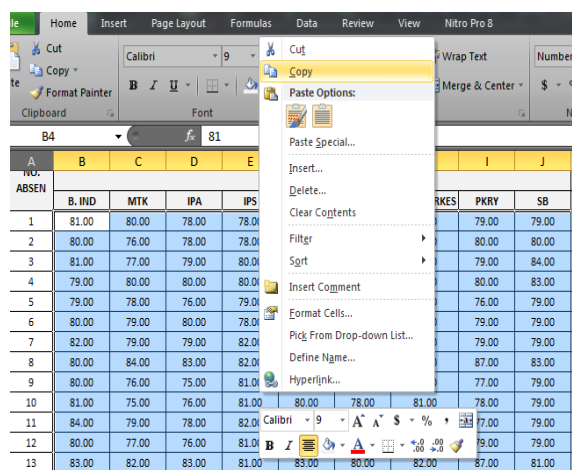 le Home Insert Page Layout Formulas Data Review View Nitro Pro 8
Cut
Copy
te Format Painter
Clipboard
Calibri 9
B I U
Font
Wrap Text
Merge & Center
Number
$
B4 fx 81
Cut
Copy
Paste Options:
Paste Special...
Insert...
Delete...
Clear Contents
Filter
Sort
Insert Comment
Format Cells...
Pick From Drop-down List...
Define Name...
Hyperlink...
Calibri 9 A A $ % ,
B I A
A B C D E I J
NO.
ABSEN
B. IND MTK IPA IPS RKES PKRY SB
1 81.00 80.00 78.00 78.00 79.00 79.00
2 80.00 76.00 78.00 78.00 80.00 80.00
3 81.00 77.00 79.00 80.00 79.00 84.00
4 79.00 80.00 80.00 80.00 80.00 83.00
5 79.00 78.00 76.00 79.00 76.00 79.00
6 80.00 79.00 80.00 78.00 79.00 79.00
7 82.00 79.00 79.00 82.00 79.00 79.00
8 80.00 84.00 83.00 82.00 87.00 83.00
9 80.00 76.00 75.00 81.00 77.00 79.00
10 81.00 75.00 76.00 81.00 80.00 78.00 81.00 78.00 79.00
11 84.00 79.00 78.00 82.00 77.00 79.00
12 80.00 77.00 76.00 81.00 79.00 79.00
13 83.00 82.00 83.00 81.00 83.00 80.00 82.00 87.00 81.00